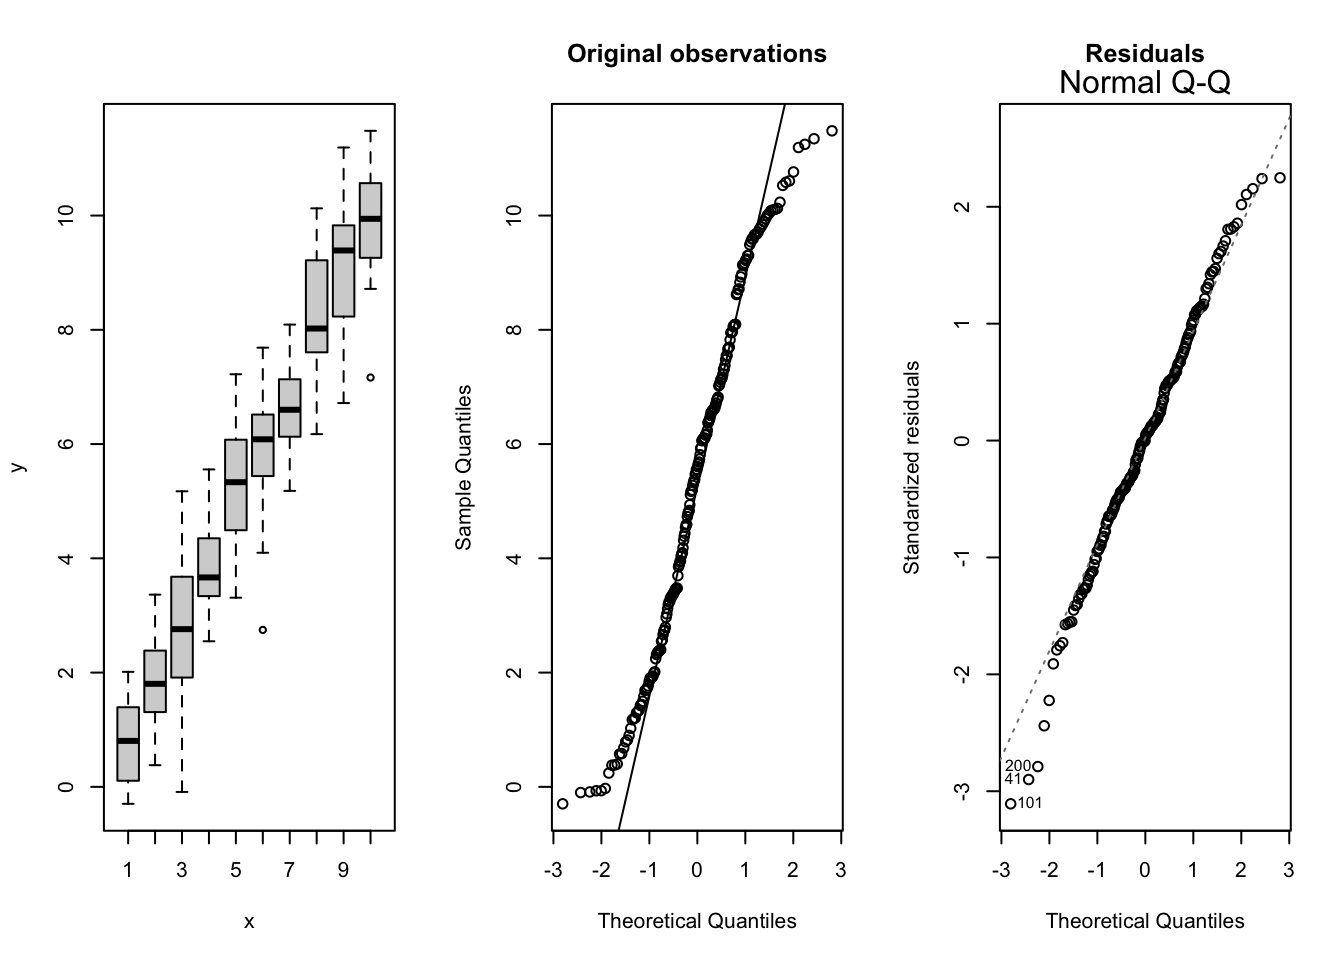 y
0
2
4
6
8
10
1 3 5 7 9
x
Original observations
Sample Quantiles
0
2
4
6
8
10
-3 -2 -1 0 1 2 3
Theoretical Quantiles
Residuals
Normal Q-Q
Standardized residuals
-3
-2
-1
0
1
2
200
41
101
-3 -2 -1 0 1 2 3
Theoretical Quantiles